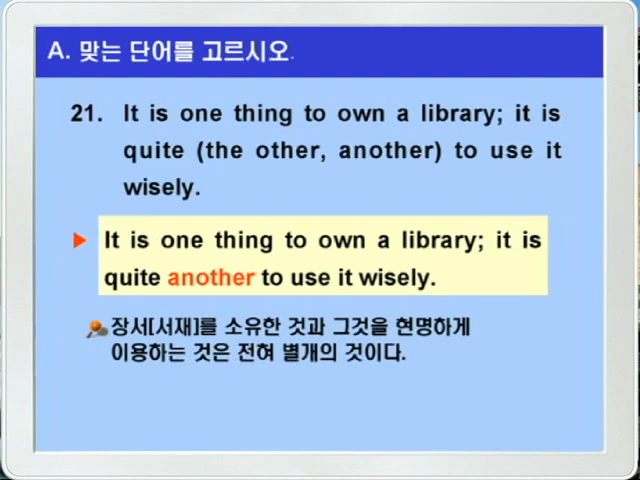 A. 맞는 단어를 고르시오.
21. It is one thing to own a library; it is
quite (the other, another) to use it
wisely.
It is one thing to own a library; it is
quite another to use it wisely.
장서[서재]를 소유한 것과 그것을 현명하게
이용하는 것은 전혀 별개의 것이다.